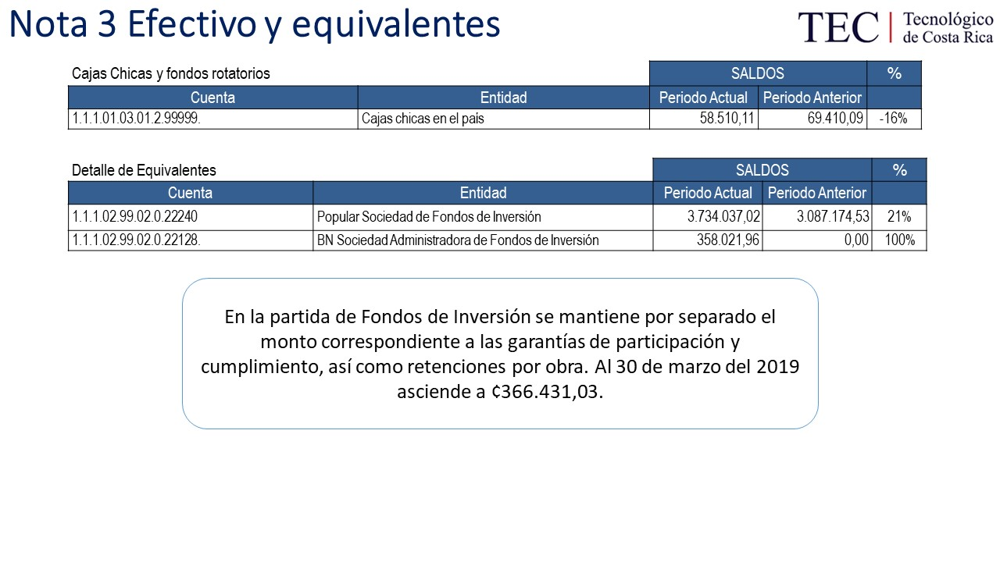 Nota 3 Efectivo y equivalentes
TEC | Tecnológico
de Costa Rica
Cajas Chicas y fondos rotatorios SALDOS %
Cuenta Entidad Periodo Actual Periodo Anterior
1.1.1.01.03.01.2.99999. Cajas chicas en el país 58.510,11 69.410,09 -16%
Detalle de Equivalentes SALDOS %
Cuenta Entidad Periodo Actual Periodo Anterior
1.1.1.02.99.02.0.22240 Popular Sociedad de Fondos de Inversión 3.734.037,02 3.087.174,53 21%
1.1.1.02.99.02.0.22128. BN Sociedad Administradora de Fondos de Inversión 358.021,96 0,00 100%
En la partida de Fondos de Inversión se mantiene por separado el
monto correspondiente a las garantías de participación y
cumplimiento, así como retenciones por obra. Al 30 de marzo del 2019
asciende a ¢366.431,03.